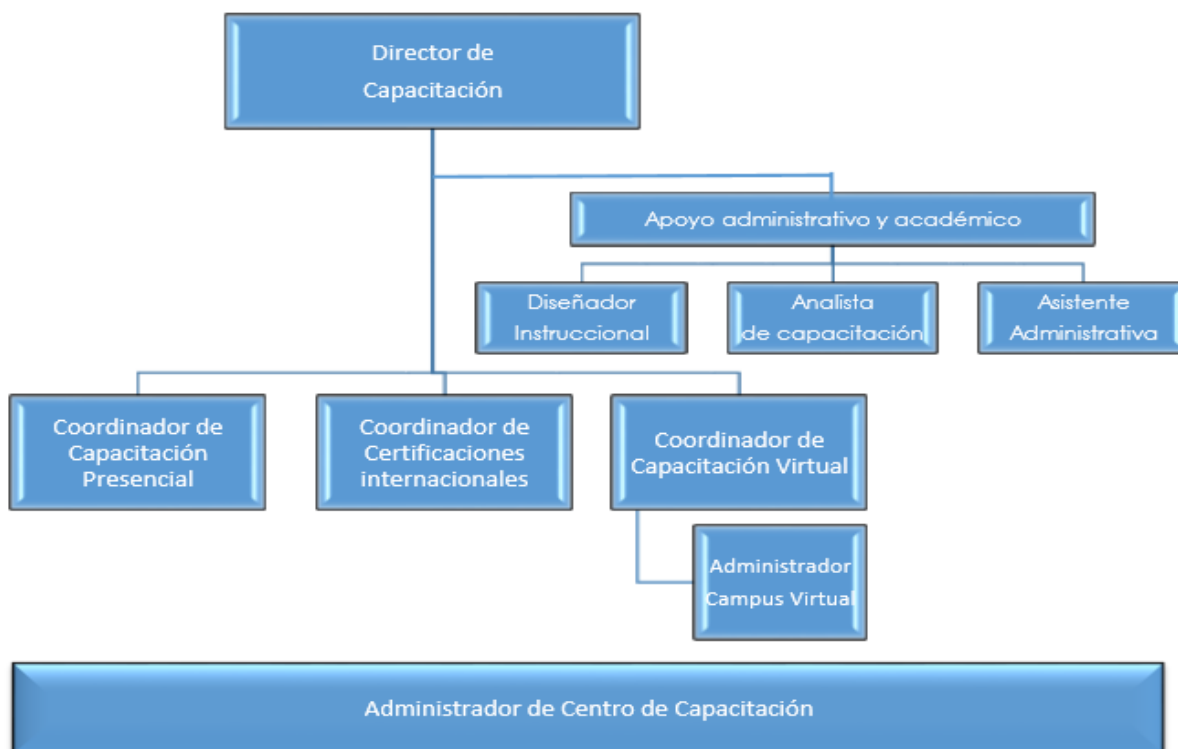 Director de
Capacitación
Apoyo administrativo y académico
Diseñador
Instruccional
Analista
de capacitación
Asistente
Administrativa
Coordinador de
Capacitación
Presencial
Coordinador de
Certificaciones
internacionales
Coordinador de
Capacitación Virtual
Administrador
Campus Virtual
Administrador de Centro de Capacitación